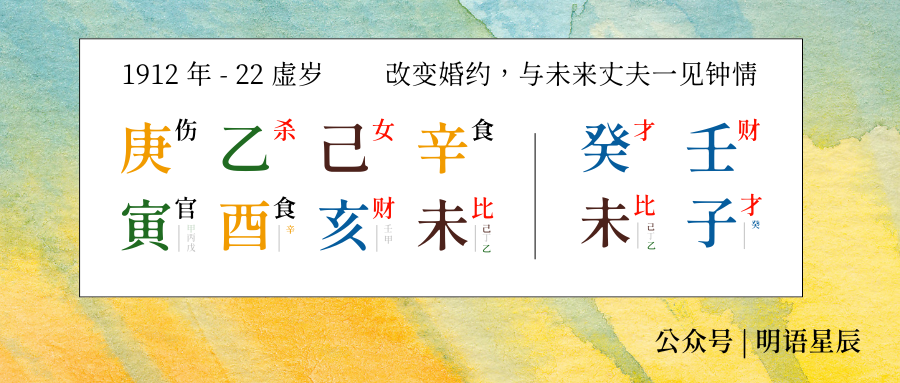 1912 年 - 22 虚岁 改变婚约，与未来丈夫一见钟情
庚伤 乙杀 己女 辛食 癸才 壬财
寅官 甲丙戊 酉食 辛 亥财 壬甲 未比 己丁乙 未比 己丁乙 子才 癸
公众号 | 明语星辰